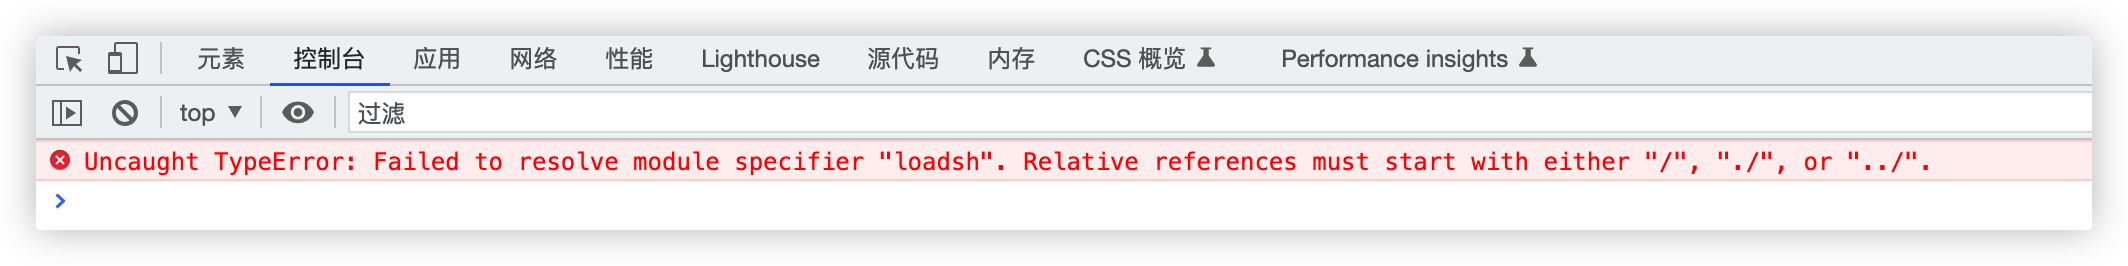 元素 控制台 应用 网络 性能 Lighthouse 源代码 内存 CSS 概览 Performance insights
top 过滤
Uncaught TypeError: Failed to resolve module specifier "loadsh". Relative references must start with either "/", "./", or "../".